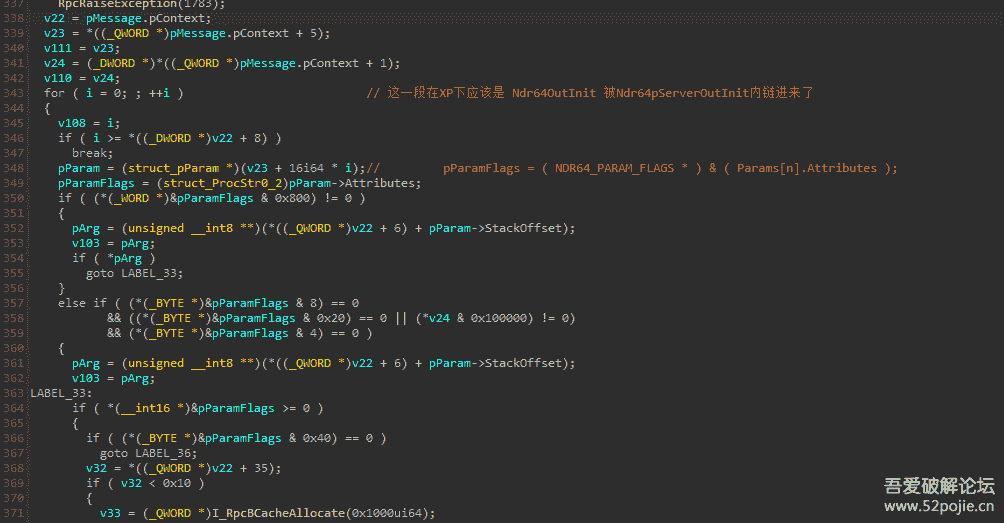 337 RpcRaiseException(1783);
338 v22 = pMessage.pContext;
339 v23 = *((_QWORD *)pMessage.pContext + 5);
340 v111 = v23;
341 v24 = (_DWORD *)*((_QWORD *)pMessage.pContext + 1);
342 v110 = v24;
343 for ( i = 0; ; ++i ) // 这一段在XP下应该是 Ndr64OutInit 被Ndr64pServerOutInit内链进来了
344 {
345 v108 = i;
346 if ( i >= *((_DWORD *)v22 + 8) )
347 break;
348 pParam = (struct_pParam *)(v23 + 16i64 * i);// pParamFlags = ( NDR64_PARAM_FLAGS * ) & ( Params[n].Attributes );
349 pParamFlags = (struct_ProcStr0_2)pParam->Attributes;
350 if ( (*(_WORD *)&pParamFlags & 0x800) != 0 )
351 {
352 pArg = (unsigned __int8 **)(*((_QWORD *)v22 + 6) + pParam->StackOffset);
353 v103 = pArg;
354 if ( *pArg )
355 goto LABEL_33;
356 }
357 else if ( (*(_BYTE *)&pParamFlags & 8) == 0
358 && ((*(_BYTE *)&pParamFlags & 0x20) == 0 || (*v24 & 0x100000) != 0)
359 && (*(_BYTE *)&pParamFlags & 4) == 0 )
360 {
361 pArg = (unsigned __int8 **)(*((_QWORD *)v22 + 6) + pParam->StackOffset);
362 v103 = pArg;
363 LABEL_33:
364 if ( *(__int16 *)&pParamFlags >= 0 )
365 {
366 if ( (*(_BYTE *)&pParamFlags & 0x40) == 0 )
367 goto LABEL_36;
368 v32 = *((_QWORD *)v22 + 35);
369 if ( v32 < 0x10 )
370 {
371 v33 = (_QWORD *)I_RpcBCacheAllocate(0x1000ui64);
吾爱破解论坛
www.52pojie.cn